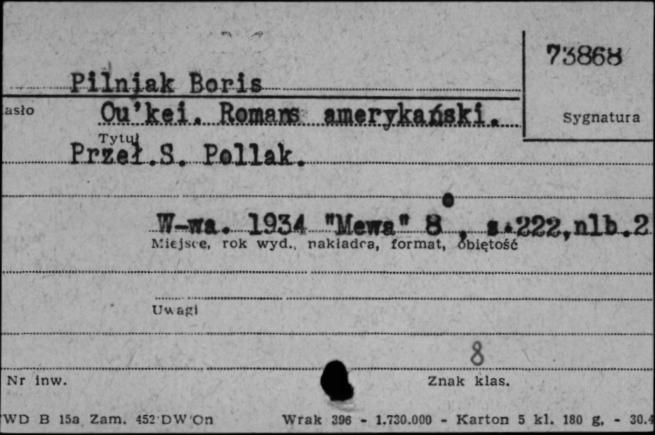 73868
Pilnjak Boris
asło
Ou'kei. Romans amerykański.
Sygnatura
Tytuł
Przeł.S. Pollak.
W-wa. 1934 "Mewa" 8°, s.222,nlb.2
Miejsce, rok wyd., nakładca, format, objętość
Uwagi
8
Nr inw.
Znak klas.
WD B 15a Zam. 452 DW On Wrak 396 - 1.730.000 - Karton 5 kl. 180 g. - 30.4